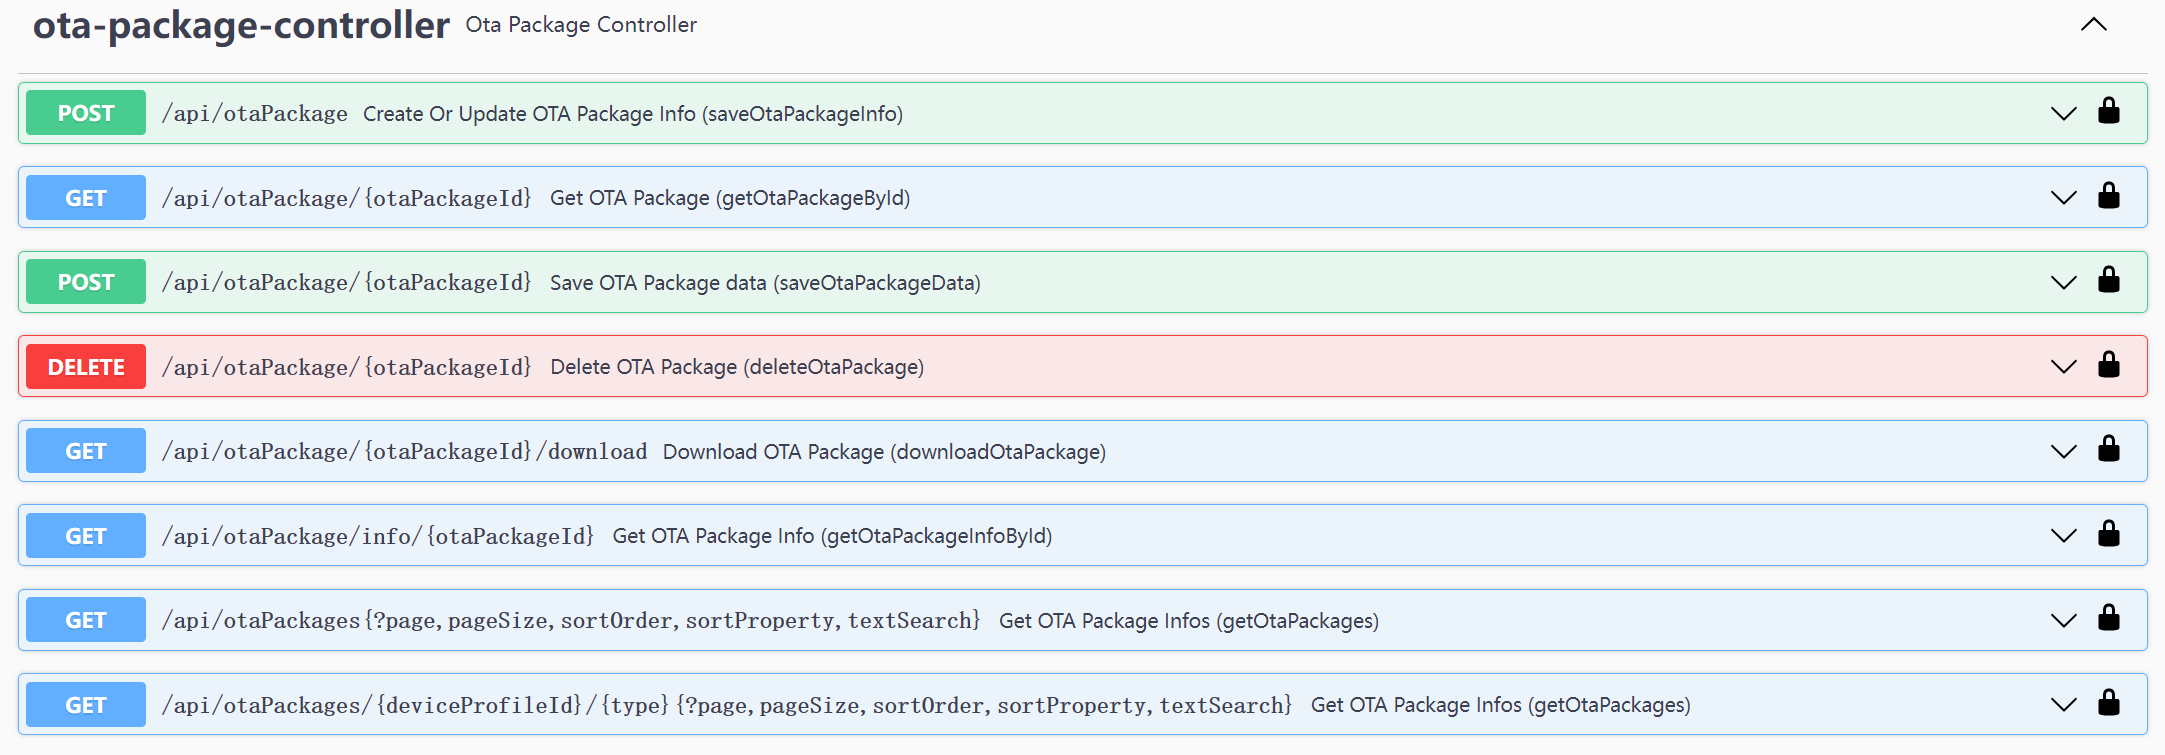 ota-package-controller Ota Package Controller
POST /api/otaPackage Create Or Update OTA Package Info (saveOtaPackageInfo)
GET /api/otaPackage/{otaPackageId} Get OTA Package (getOtaPackageById)
POST /api/otaPackage/{otaPackageId} Save OTA Package data (saveOtaPackageData)
DELETE /api/otaPackage/{otaPackageId} Delete OTA Package (deleteOtaPackage)
GET /api/otaPackage/{otaPackageId}/download Download OTA Package (downloadOtaPackage)
GET /api/otaPackage/info/{otaPackageId} Get OTA Package Info (getOtaPackageInfoById)
GET /api/otaPackages{?page,pageSize,sortOrder,sortProperty,textSearch} Get OTA Package Infos (getOtaPackages)
GET /api/otaPackages/{deviceProfileId}/{type}{?page,pageSize,sortOrder,sortProperty,textSearch} Get OTA Package Infos (getOtaPackages)